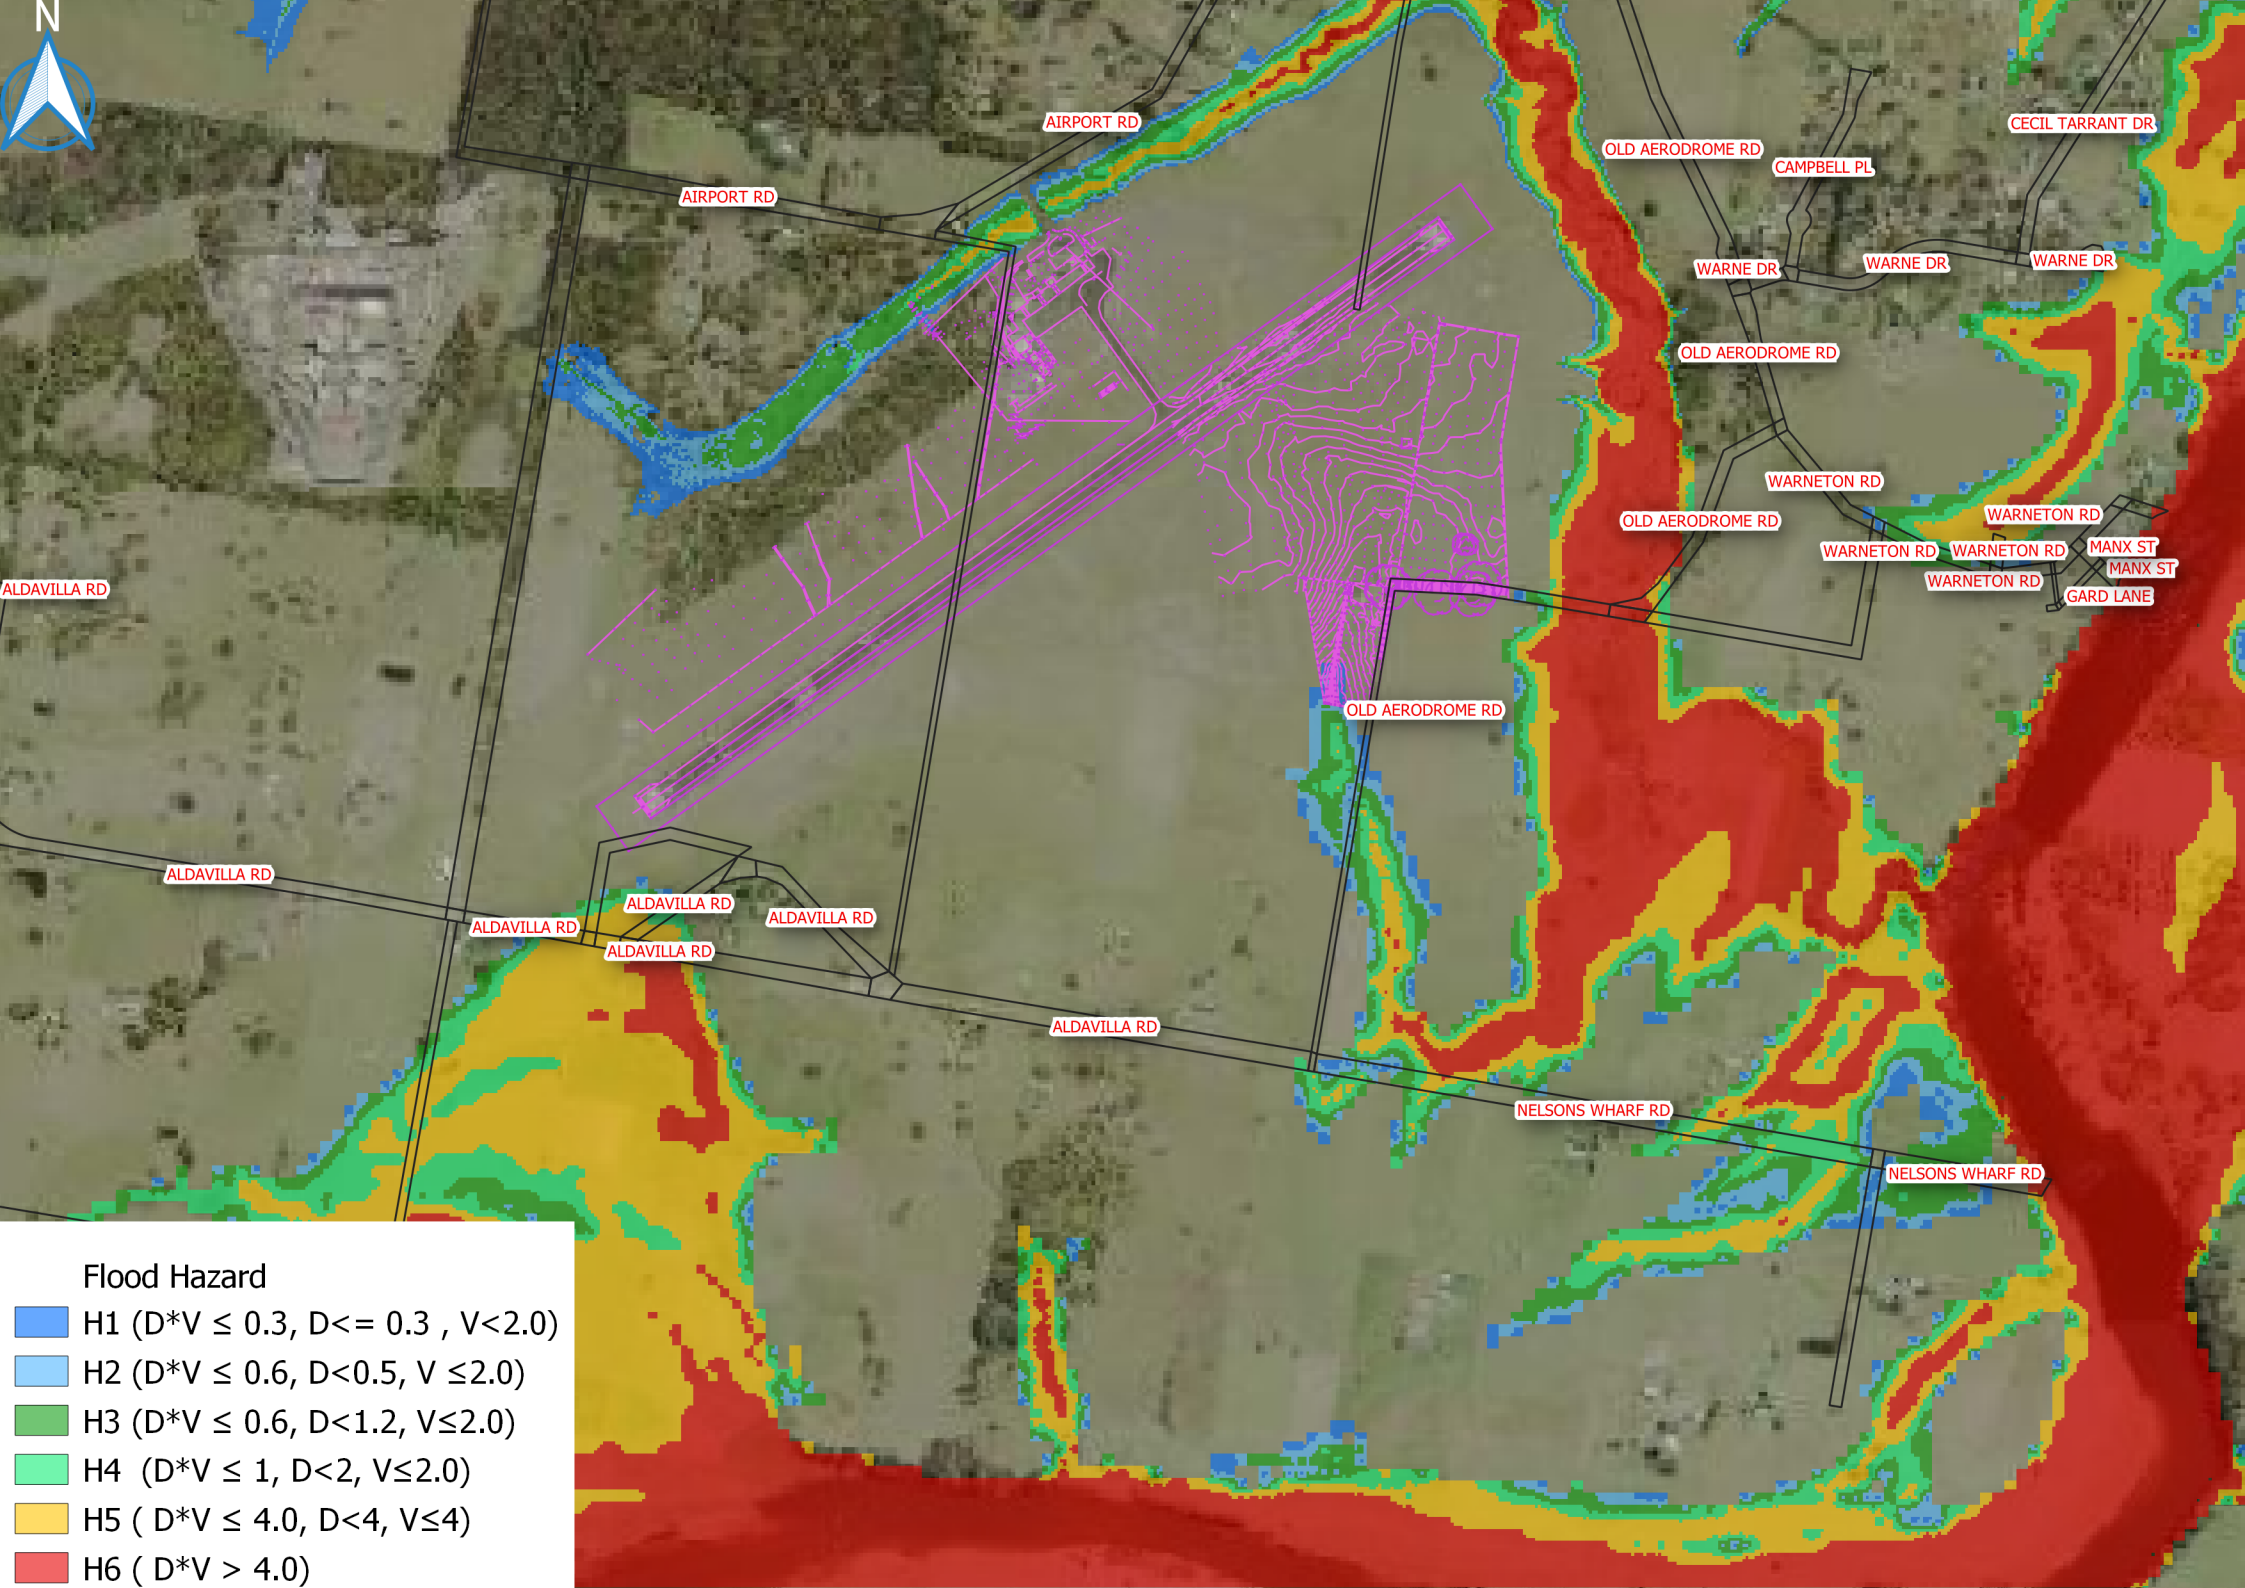 N
AIRPORT RD
CECIL TARRANT DR
OLD AERODROME RD
CAMPBELL PL
AIRPORT RD
WARNE DR
WARNE DR
WARNE DR
OLD AERODROME RD
WARNETON RD
OLD AERODROME RD
WARNETON RD
WARNETON RD
WARNETON RD
MANX ST
MANX ST
WARNETON RD
GARD LANE
ALDAVILLA RD
OLD AERODROME RD
ALDAVILLA RD
ALDAVILLA RD
ALDAVILLA RD
ALDAVILLA RD
ALDAVILLA RD
ALDAVILLA RD
NELSONS WHARF RD
NELSONS WHARF RD
Flood Hazard
H1 (D*V ≤ 0.3, D<= 0.3 , V<2.0)
H2 (D*V ≤ 0.6, D<0.5, V ≤2.0)
H3 (D*V ≤ 0.6, D<1.2, V≤2.0)
H4 (D*V ≤ 1, D<2, V≤2.0)
H5 ( D*V ≤ 4.0, D<4, V≤4)
H6 ( D*V > 4.0)